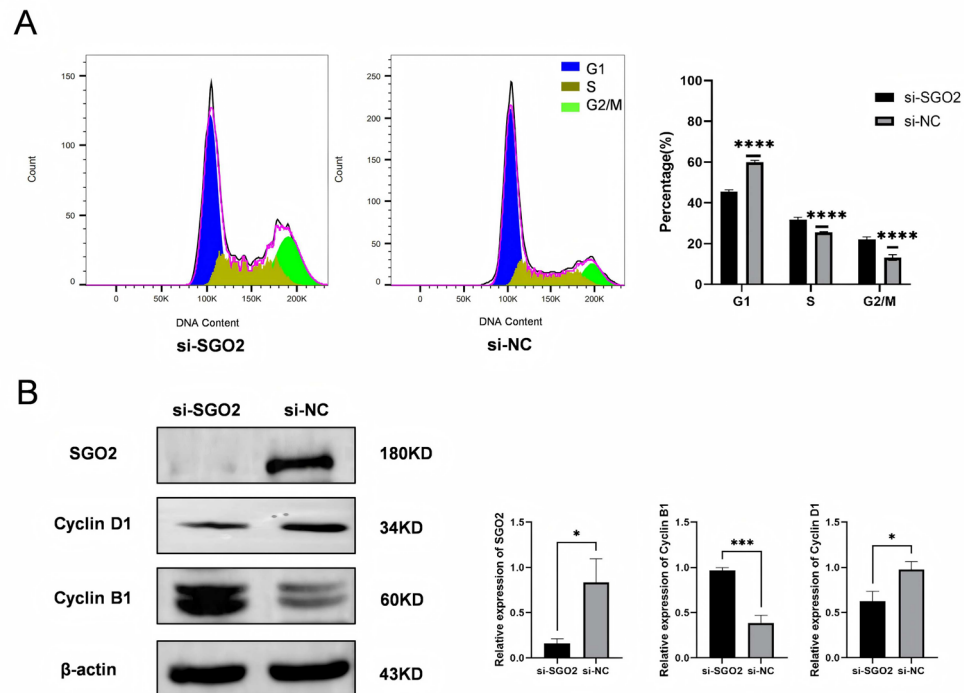 A
Count
150
100
50
0
0
50K
100K
150K
200K
DNA Content
si-SGO2
Count
250
200
150
100
50
0
0
50K
100K
150K
200K
DNA Content
si-NC
G1
S
G2/M
Percentage(%)
100
80
60
40
20
0
****
****
****
G1
S
G2/M
si-SGO2
si-NC
B
si-SGO2
si-NC
SGO2
180KD
Cyclin D1
34KD
Cyclin B1
60KD
β-actin
43KD
Relative expression of SGO2
1.5
1.0
0.5
0.0
*
si-SGO2
si-NC
Relative expression of Cyclin B1
1.5
1.0
0.5
0.0
***
si-SGO2
si-NC
Relative expression of Cyclin D1
1.5
1.0
0.5
0.0
*
si-SGO2
si-NC